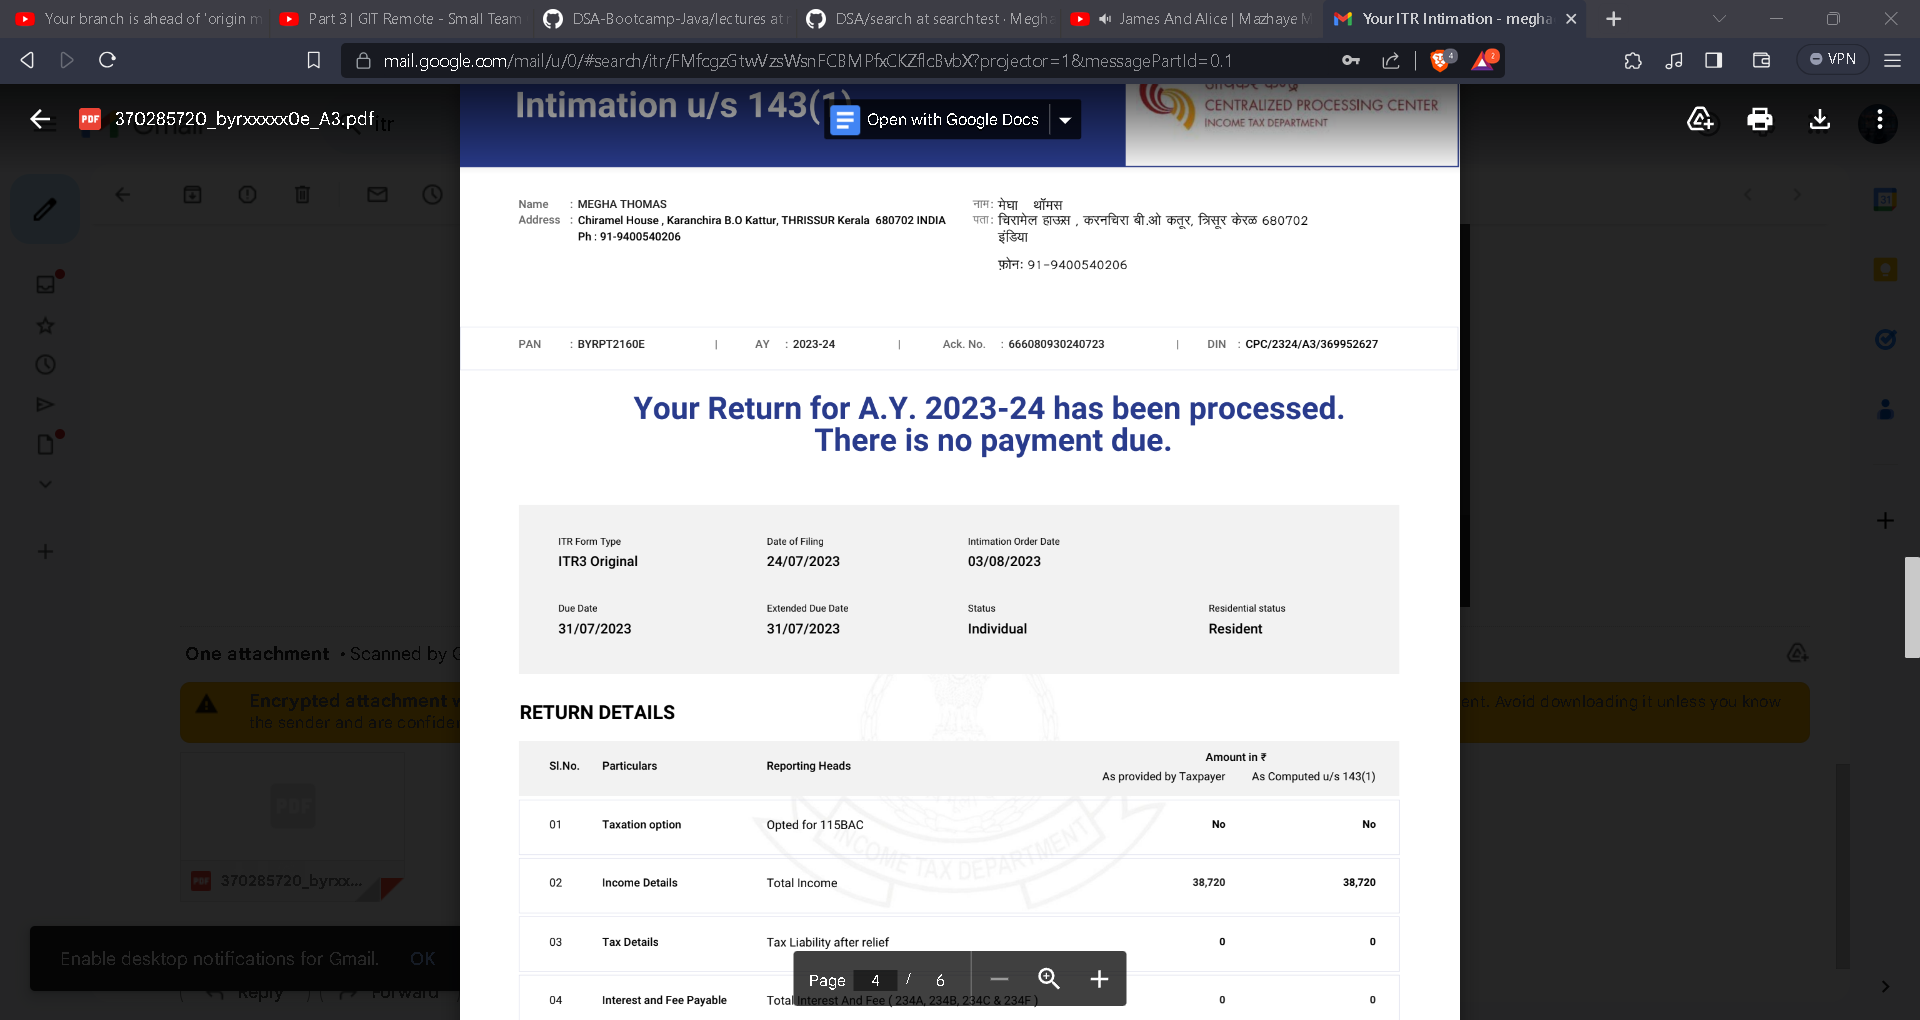 Your branch is ahead of 'origin m
Part 3 | GIT Remote - Small Team
DSA-Bootcamp-Java/lectures at
DSA/search at searchtest · Megha
James And Alice | Mazhaye M
Your ITR Intimation - megha
mail.google.com/mail/u/0/#search/itr/FMfcgzGtwVzsWsnFCBMPfxCKZflcBvbX?projector=1&messagePartId=0.1
4
2
VPN
PDF 370285720_byrxxxxx0e_A3.pdf
itr
Intimation u/s 143(1)
Open with Google Docs
CENTRALIZED PROCESSING CENTER
INCOME TAX DEPARTMENT
Name : MEGHA THOMAS
Address : Chiramel House , Karanchira B.O Kattur, THRISSUR Kerala 680702 INDIA
Ph : 91-9400540206
नाम : मेघा थॉमस
पता : चिरामेल हाऊस , करनचिरा बी.ओ कतूर, त्रिसूर केरळ 680702
इंडिया
फ़ोन: 91-9400540206
PAN : BYRPT2160E | AY : 2023-24 | Ack. No. : 666080930240723 | DIN : CPC/2324/A3/369952627
Your Return for A.Y. 2023-24 has been processed.
There is no payment due.
ITR Form Type Date of Filing Intimation Order Date
ITR3 Original 24/07/2023 03/08/2023
Due Date Extended Due Date Status Residential status
31/07/2023 31/07/2023 Individual Resident
One attachment • Scanned by
Encrypted attachment
ent. Avoid downloading it unless you know
the sender and are confide
RETURN DETAILS
Amount in ₹
Sl.No. Particulars Reporting Heads As provided by Taxpayer As Computed u/s 143(1)
01 Taxation option Opted for 115BAC No No
02 Income Details Total Income 38,720 38,720
03 Tax Details Tax Liability after relief 0 0
04 Interest and Fee Payable Total Interest And Fee ( 234A, 234B, 234C & 234F ) 0 0
INCOME TAX DEPARTMENT
PDF
PDF 370285720_byrxx...
Enable desktop notifications for Gmail. OK
Reply Forward
Page 4 / 6
31